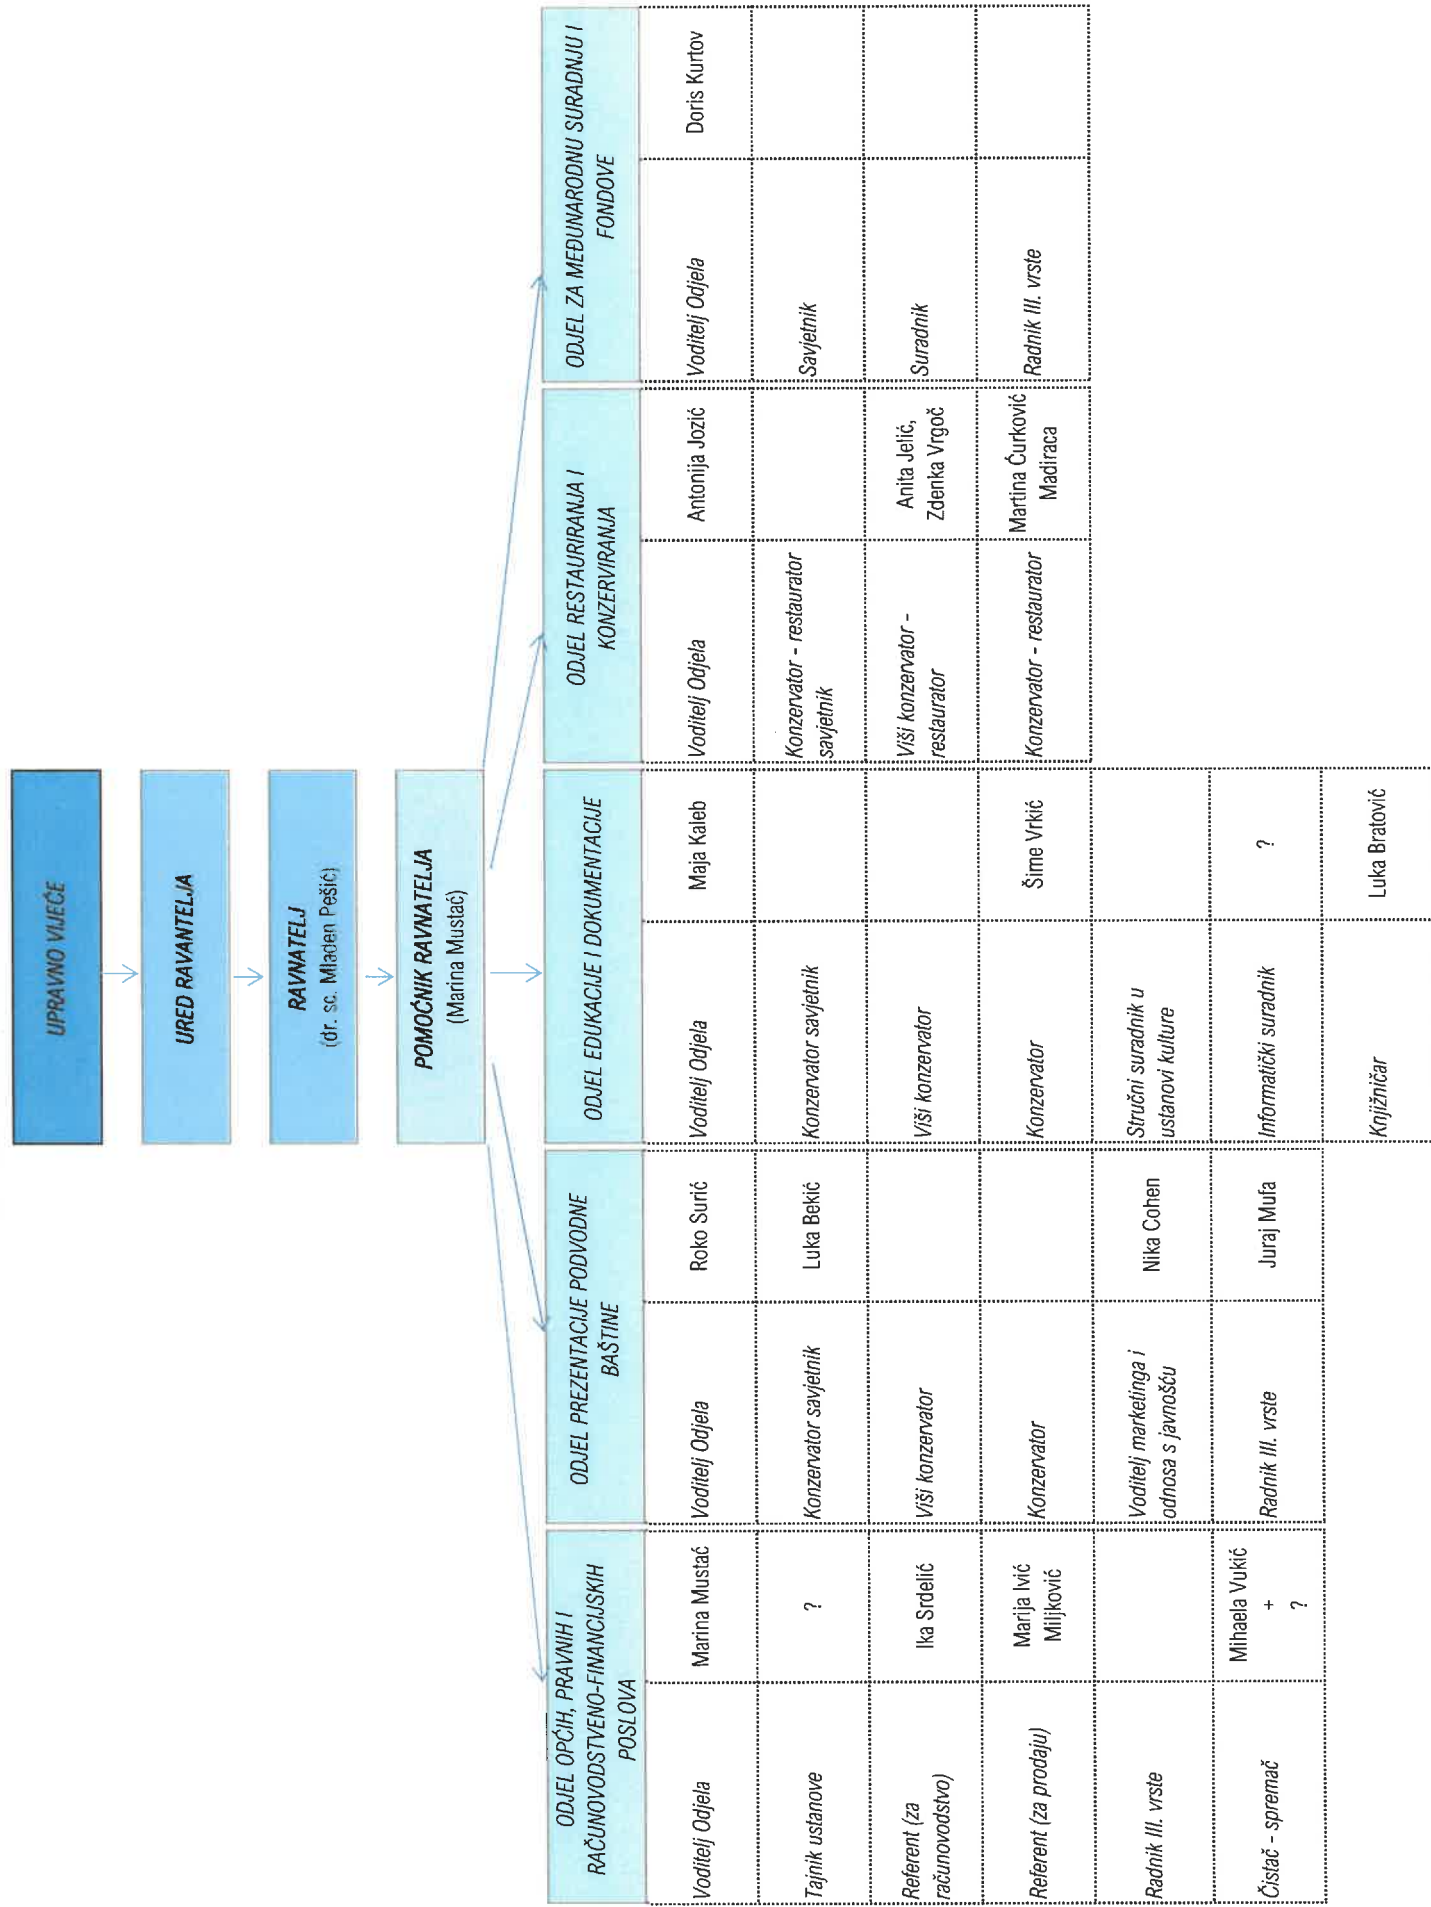 UPRAVNO VIJEĆE
URED RAVANTELJA
RAVNATELJ
(dr. sc. Mladen Pešić)
POMOĆNIK RAVNATELJA
(Marina Mustać)
ODJEL OPĆIH, PRAVNIH I
RAČUNOVODSTVENO-FINANCIJSKIH
POSLOVA
Voditelj Odjela
Marina Mustać
Tajnik ustanove
?
Referent (za
računovodstvo)
Ika Srdelić
Referent (za prodaju)
Marija Ivić
Miljković
Radnik III. vrste
Čistač - spremač
Mihaela Vukić
+
?
ODJEL PREZENTACIJE PODVODNE
BAŠTINE
Voditelj Odjela
Roko Surić
Konzervator savjetnik
Luka Bekić
Viši konzervator
Konzervator
Voditelj marketinga i
odnosa s javnošću
Nika Cohen
Radnik III. vrste
Juraj Mufa
ODJEL EDUKACIJE I DOKUMENTACIJE
Voditelj Odjela
Maja Kaleb
Konzervator savjetnik
Viši konzervator
Konzervator
Šime Vrkić
Stručni suradnik u
ustanovi kulture
Informatički suradnik
?
Knjižničar
Luka Bratović
ODJEL RESTAURIRANJA I
KONZERVIRANJA
Voditelj Odjela
Antonija Jozić
Konzervator - restaurator
savjetnik
Viši konzervator -
restaurator
Anita Jelić,
Zdenka Vrgoč
Konzervator - restaurator
Martina Ćurković
Madiraca
ODJEL ZA MEĐUNARODNU SURADNJU I
FONDOVE
Voditelj Odjela
Doris Kurtov
Savjetnik
Suradnik
Radnik III. vrste